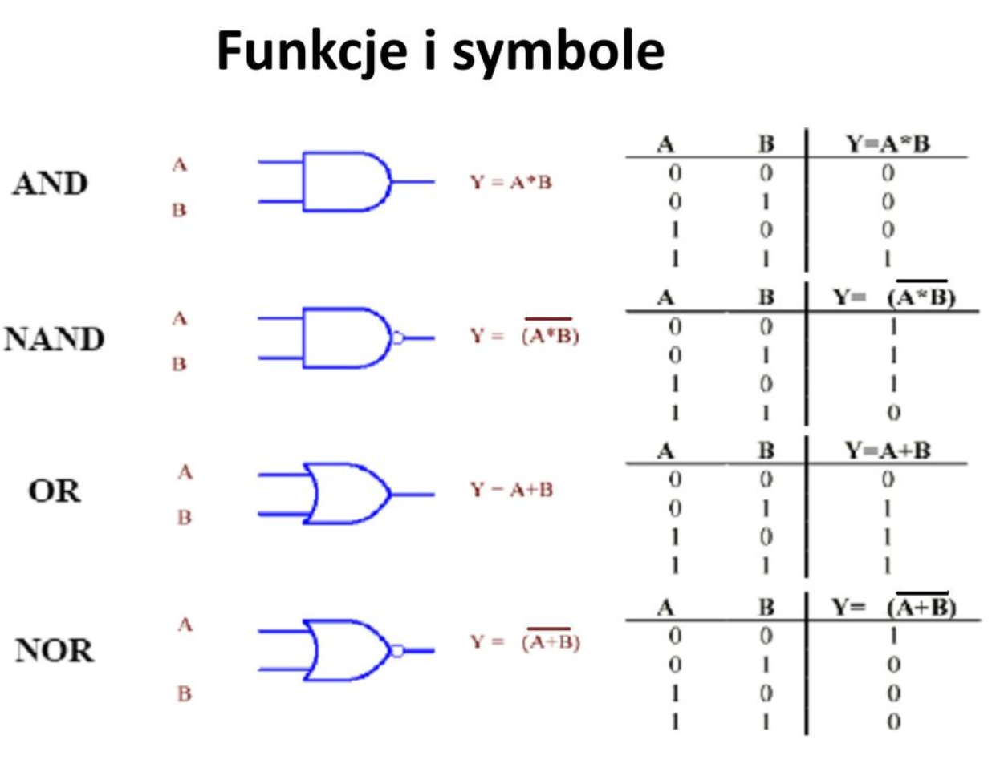 Funkcje i symbole
AND
A
B
Y = A*B
A B Y=A*B
0 0 0
0 1 0
1 0 0
1 1 1
NAND
A
B
Y = (A*B)
A B Y= (A*B)
0 0 1
0 1 1
1 0 1
1 1 0
OR
A
B
Y = A+B
A B Y=A+B
0 0 0
0 1 1
1 0 1
1 1 1
NOR
A
B
Y = (A+B)
A B Y= (A+B)
0 0 1
0 1 0
1 0 0
1 1 0